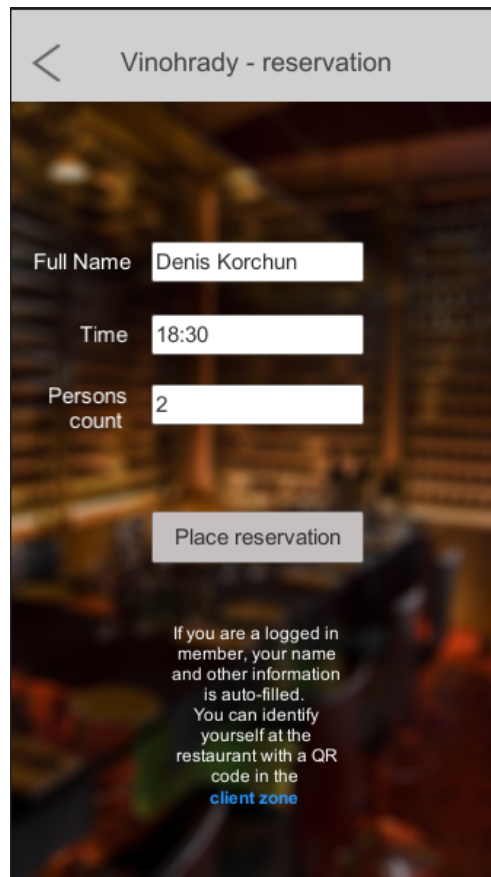 Vinohrady - reservation
Full Name Denis Korchun
Time 18:30
Persons
count 2
Place reservation
If you are a logged in
member, your name
and other information
is auto-filled.
You can identify
yourself at the
restaurant with a QR
code in the
client zone